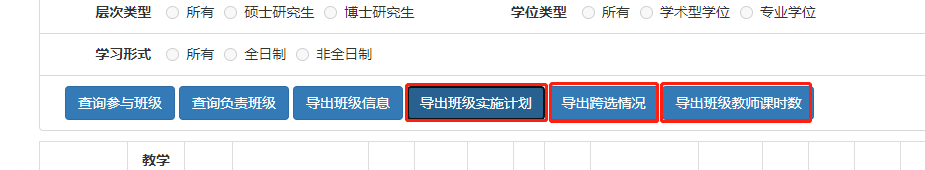 层次类型 所有 硕士研究生 博士研究生 学位类型 所有 学术型学位 专业学位
学习形式 所有 全日制 非全日制
查询参与班级 查询负责班级 导出班级信息 导出班级实施计划 导出跨选情况 导出班级教师课时数
教学